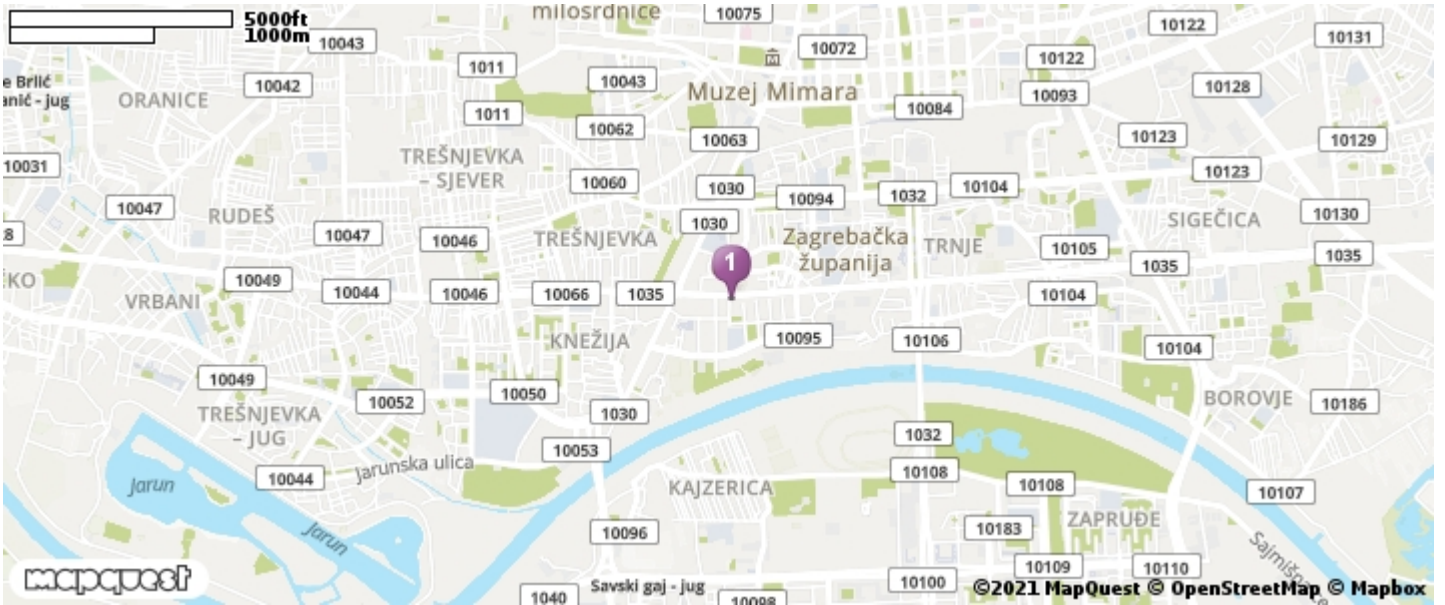 milosrdnice
10075
10122
5000ft
1000m
10043
10072
10131
10122
1011
e Brlić
anić - jug
10042
10043
ORANICE
Muzej Mimara
10128
10093
10084
1011
10062
10063
10123
10129
10031
TREŠNJEVKA
– SJEVER
10060
1030
10094
1032
10104
10123
10047
RUDEŠ
1030
SIGEČICA
10130
8
10047
10046
TREŠNJEVKA
Zagrebačka
županija
TRNJE
10105
1035
1035
1
ĆKO
10049
VRBANI
10044
10046
10066
1035
10104
KNEŽIJA
10095
10106
10104
10049
10050
10052
BOROVJE
10186
TREŠNJEVKA
– JUG
1030
1032
10053
Jarunska ulica
10044
Jarun
10108
KAJZERICA
10108
10107
ZAPRUĐE
10183
10096
Jarun
Sajmišna ce
10109
10110
mapquest
Savski gaj - jug
10100
1040
10098
©2021 MapQuest © OpenStreetMap © Mapbox